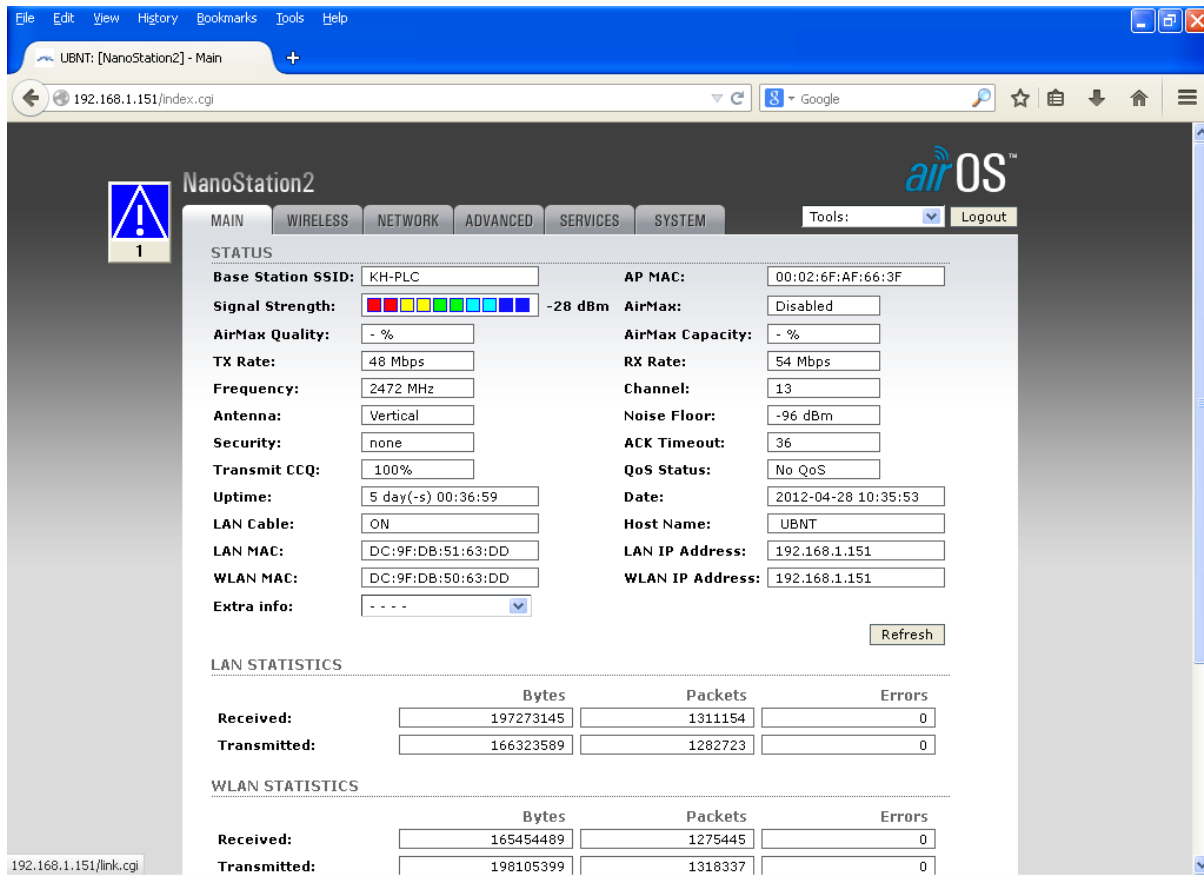 File Edit View History Bookmarks Tools Help
UBNT: [NanoStation2] - Main
192.168.1.151/index.cgi
8 Google
NanoStation2
airOS™
1
MAIN WIRELESS NETWORK ADVANCED SERVICES SYSTEM Tools: Logout
STATUS
Base Station SSID: KH-PLC AP MAC: 00:02:6F:AF:66:3F
Signal Strength: -28 dBm AirMax: Disabled
AirMax Quality: - % AirMax Capacity: - %
TX Rate: 48 Mbps RX Rate: 54 Mbps
Frequency: 2472 MHz Channel: 13
Antenna: Vertical Noise Floor: -96 dBm
Security: none ACK Timeout: 36
Transmit CCQ: 100% QoS Status: No QoS
Uptime: 5 day(-s) 00:36:59 Date: 2012-04-28 10:35:53
LAN Cable: ON Host Name: UBNT
LAN MAC: DC:9F:DB:51:63:DD LAN IP Address: 192.168.1.151
WLAN MAC: DC:9F:DB:50:63:DD WLAN IP Address: 192.168.1.151
Extra info: - - - -
Refresh
LAN STATISTICS
Bytes Packets Errors
Received: 197273145 1311154 0
Transmitted: 166323589 1282723 0
WLAN STATISTICS
Bytes Packets Errors
Received: 165454489 1275445 0
Transmitted: 198105399 1318337 0
192.168.1.151/link.cgi